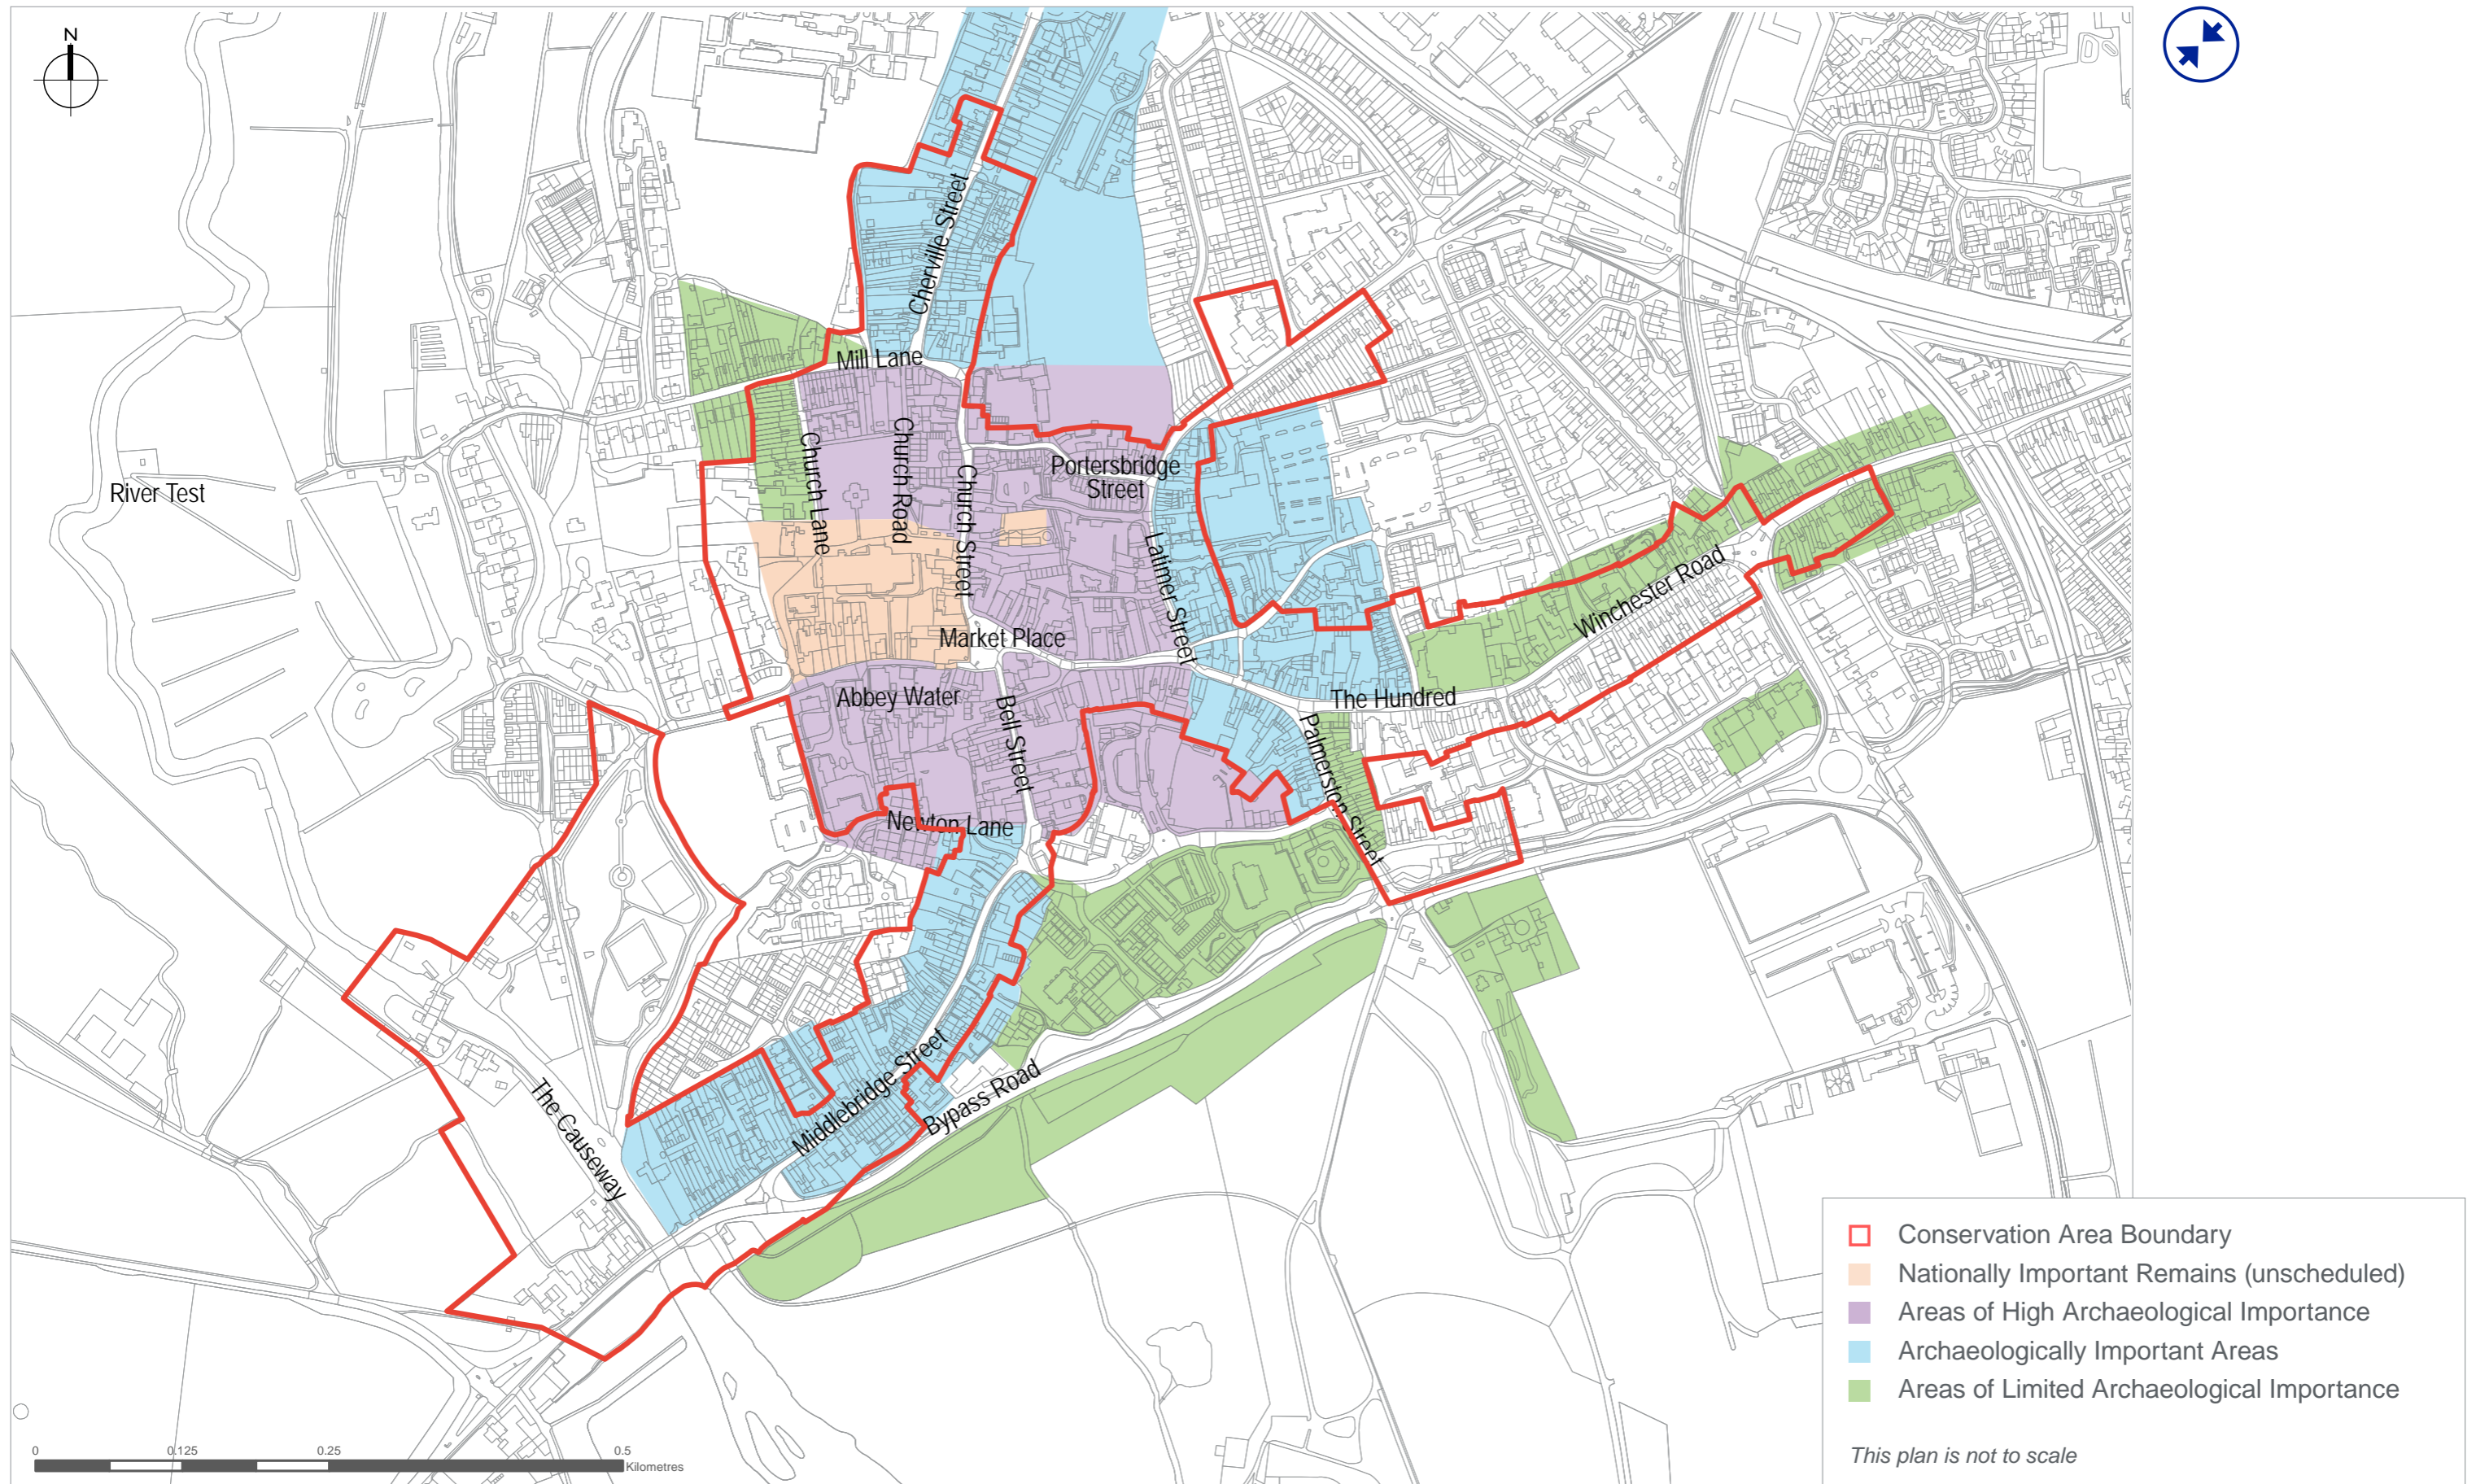 N
Cherville Street
Mill Lane
Church Lane
Church Road
Church Street
Portersbridge
Street
River Test
Latimer Street
Winchester Road
Market Place
Abbey Water
Bell Street
The Hundred
Palmerston Street
Newton Lane
Middlebridge Street
Bypass Road
The Causeway
Conservation Area Boundary
Nationally Important Remains (unscheduled)
Areas of High Archaeological Importance
Archaeologically Important Areas
Areas of Limited Archaeological Importance
This plan is not to scale
0 0.125 0.25 0.5
Kilometres